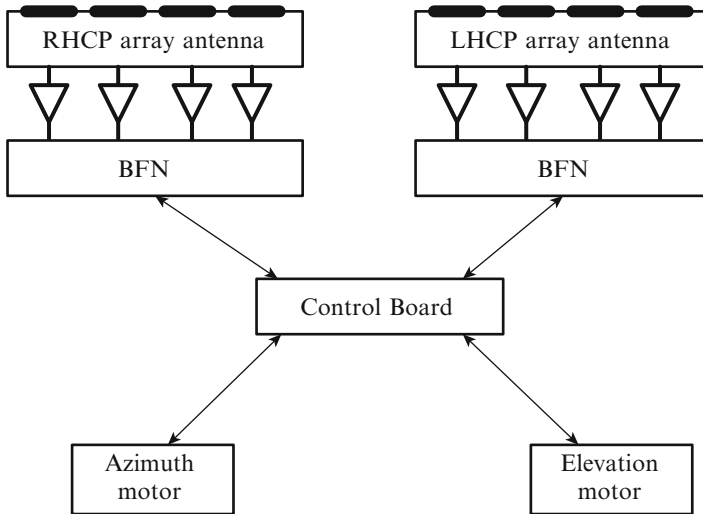 RHCP array antenna
LHCP array antenna
BFN
BFN
Control Board
Azimuth
motor
Elevation
motor